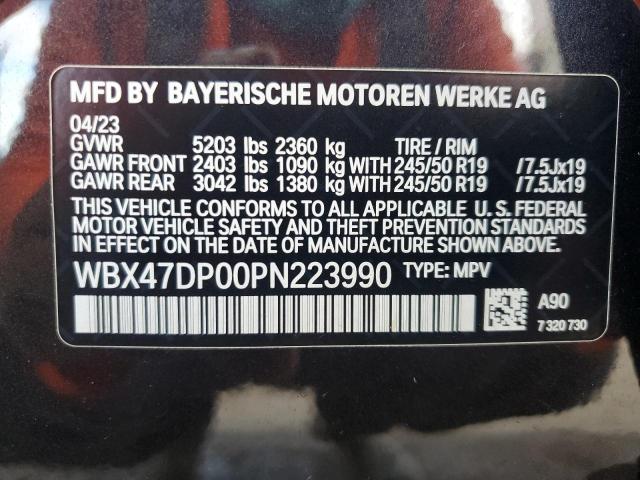 MFD BY BAYERISCHE MOTOREN WERKE AG
04/23
GVWR 5203 lbs 2360 kg TIRE / RIM
GAWR FRONT 2403 lbs 1090 kg WITH 245/50 R19 /7.5Jx19
GAWR REAR 3042 lbs 1380 kg WITH 245/50 R19 /7.5Jx19
THIS VEHICLE CONFORMS TO ALL APPLICABLE U. S. FEDERAL
MOTOR VEHICLE SAFETY AND THEFT PREVENTION STANDARDS
IN EFFECT ON THE DATE OF MANUFACTURE SHOWN ABOVE.
WBX47DP00PN223990 TYPE: MPV
A90
7 320 730